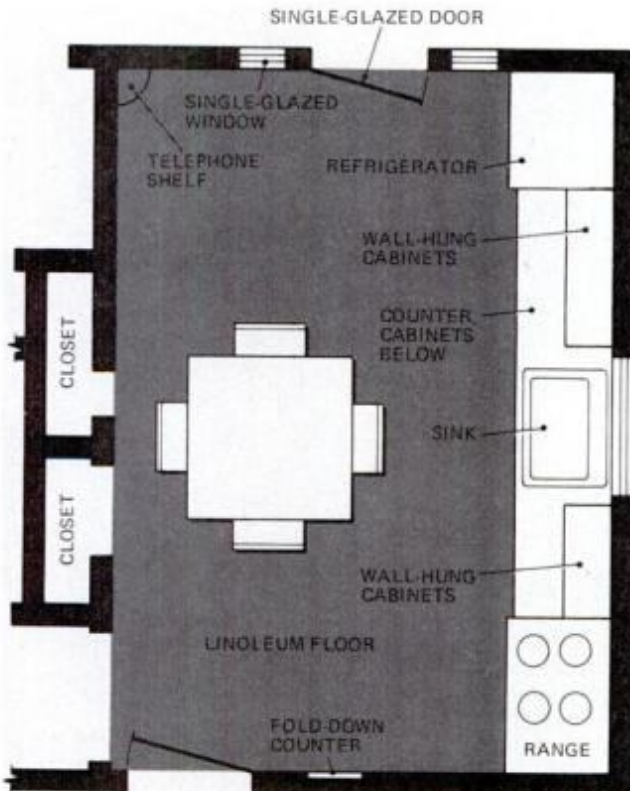 SINGLE-GLAZED DOOR
SINGLE-GLAZED
WINDOW
TELEPHONE
SHELF
REFRIGERATOR
WALL-HUNG
CABINETS
COUNTER
CABINETS
BELOW
CLOSET
SINK
CLOSET
WALL-HUNG
CABINETS
LINOLEUM FLOOR
FOLD-DOWN
COUNTER
RANGE